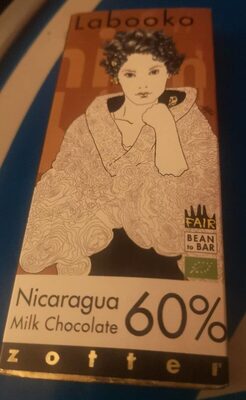 Labooko
FAIR
BEAN
to BAR
Nicaragua
Milk Chocolate
60%
zotter